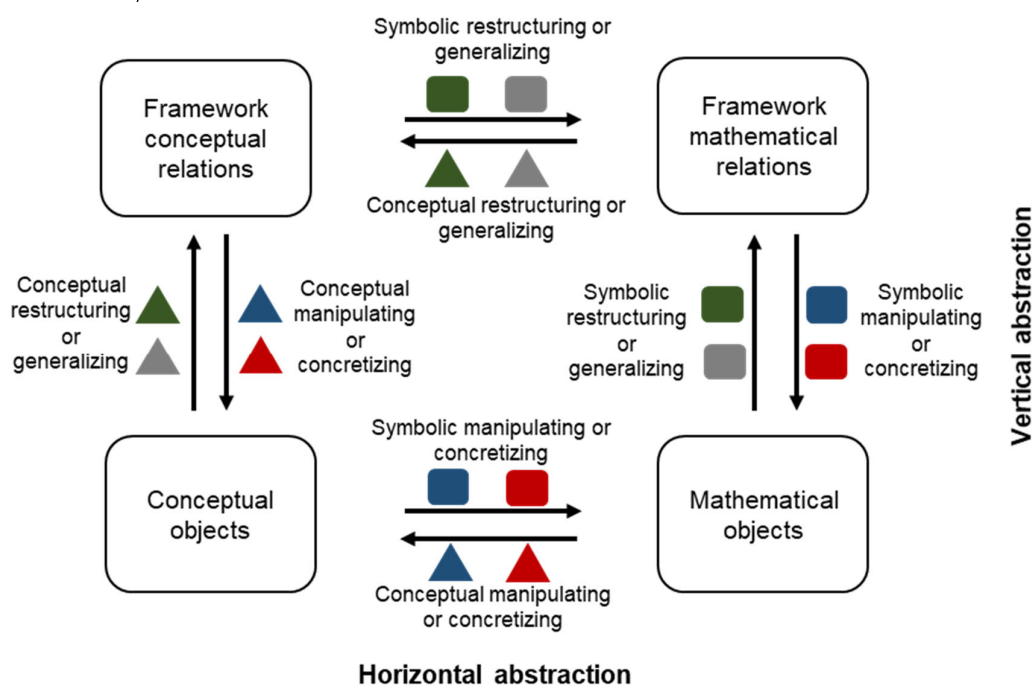 Symbolic restructuring or
generalizing
Framework
conceptual
relations
Framework
mathematical
relations
Conceptual restructuring or
generalizing
Conceptual
restructuring
or
generalizing
Conceptual
manipulating
or
concretizing
Symbolic
restructuring
or
generalizing
Symbolic
manipulating
or
concretizing
Vertical abstraction
Symbolic manipulating or
concretizing
Conceptual
objects
Mathematical
objects
Conceptual manipulating
or concretizing
Horizontal abstraction